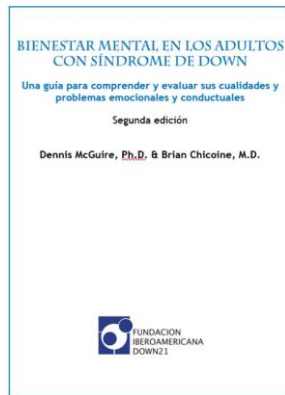 BIENESTAR MENTAL EN LOS ADULTOS
CON SÍNDROME DE DOWN
Una guía para comprender y evaluar sus cualidades y
problemas emocionales y conductuales
Segunda edición
Dennis McGuire, Ph.D. & Brian Chicoine, M.D.
FUNDACION
IBEROAMERICANA
DOWN21